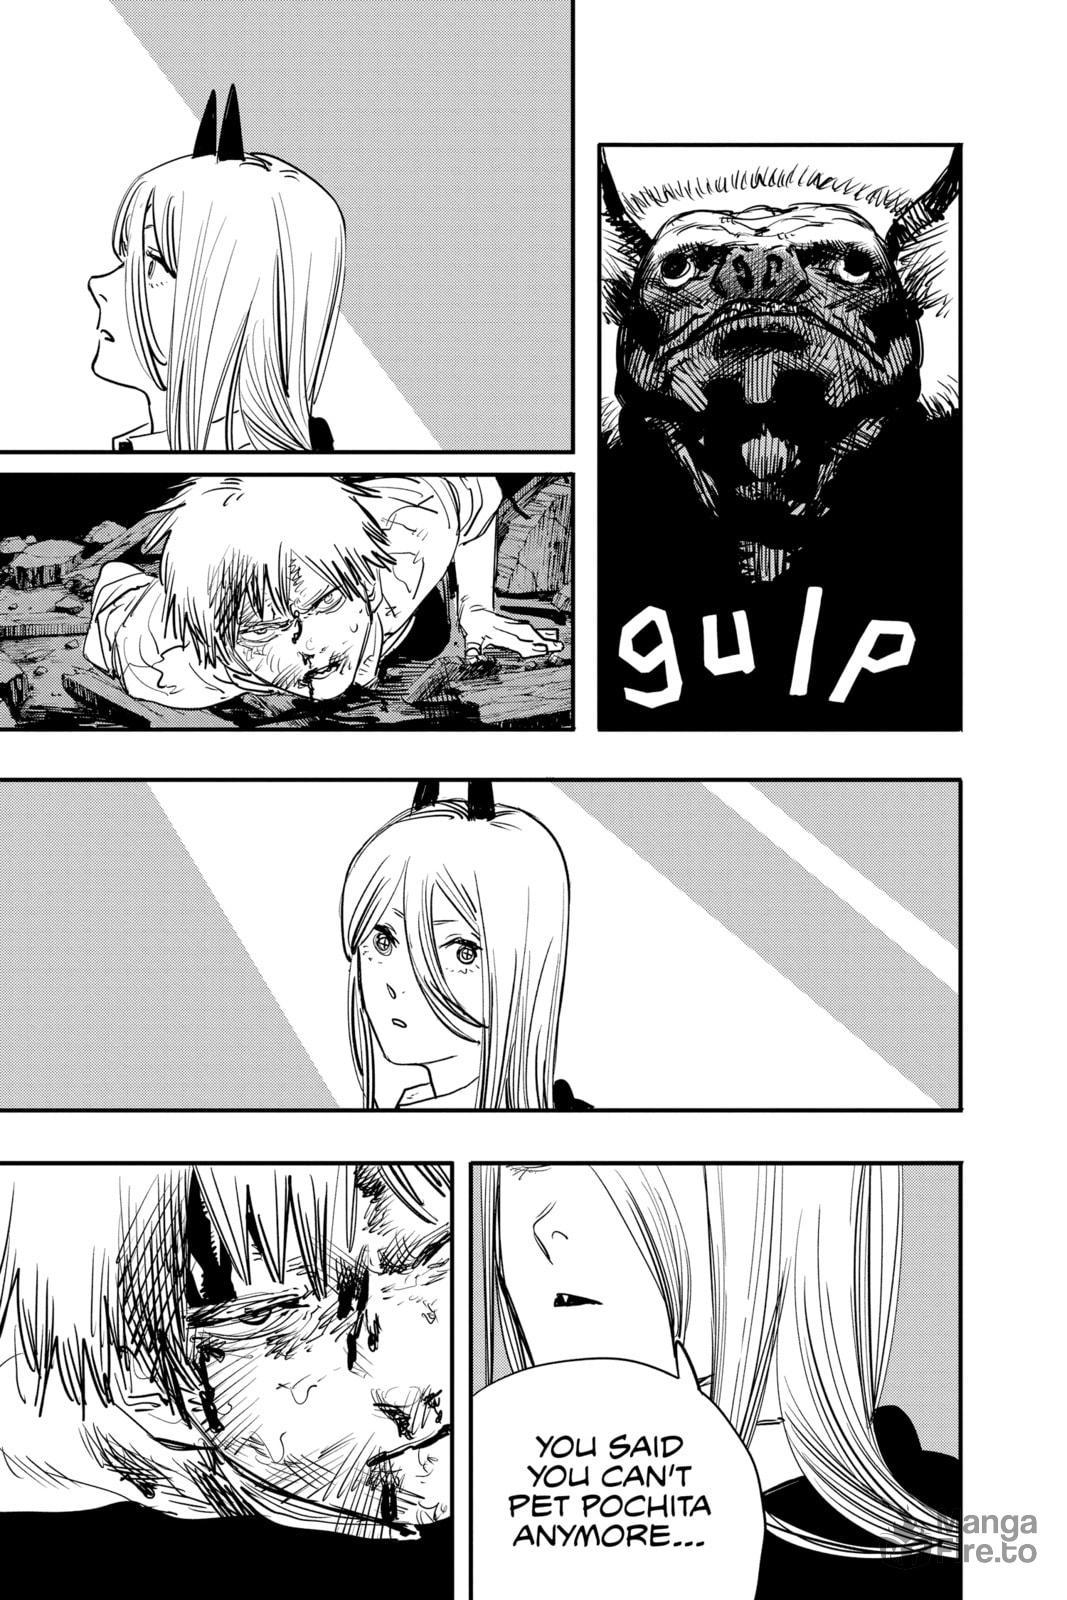 gulp
YOU SAID
YOU CAN'T
PET POCHITA
ANYMORE...
Manga
Fire.to